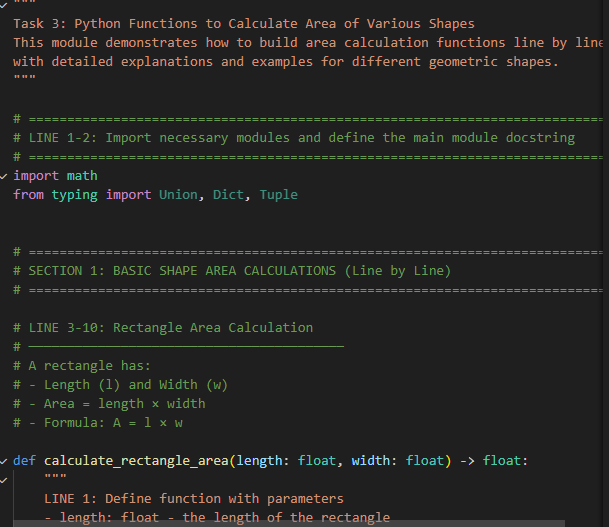 """
Task 3: Python Functions to Calculate Area of Various Shapes
This module demonstrates how to build area calculation functions line by line
with detailed explanations and examples for different geometric shapes.
"""
# ==========================================================================
# LINE 1-2: Import necessary modules and define the main module docstring
# ==========================================================================
import math
from typing import Union, Dict, Tuple
# ==========================================================================
# SECTION 1: BASIC SHAPE AREA CALCULATIONS (Line by Line)
# ==========================================================================
# LINE 3-10: Rectangle Area Calculation
# ─────────────────────────────────────────
# A rectangle has:
# - Length (l) and Width (w)
# - Area = length × width
# - Formula: A = l × w
def calculate_rectangle_area(length: float, width: float) -> float:
"""
LINE 1: Define function with parameters
- length: float - the length of the rectangle